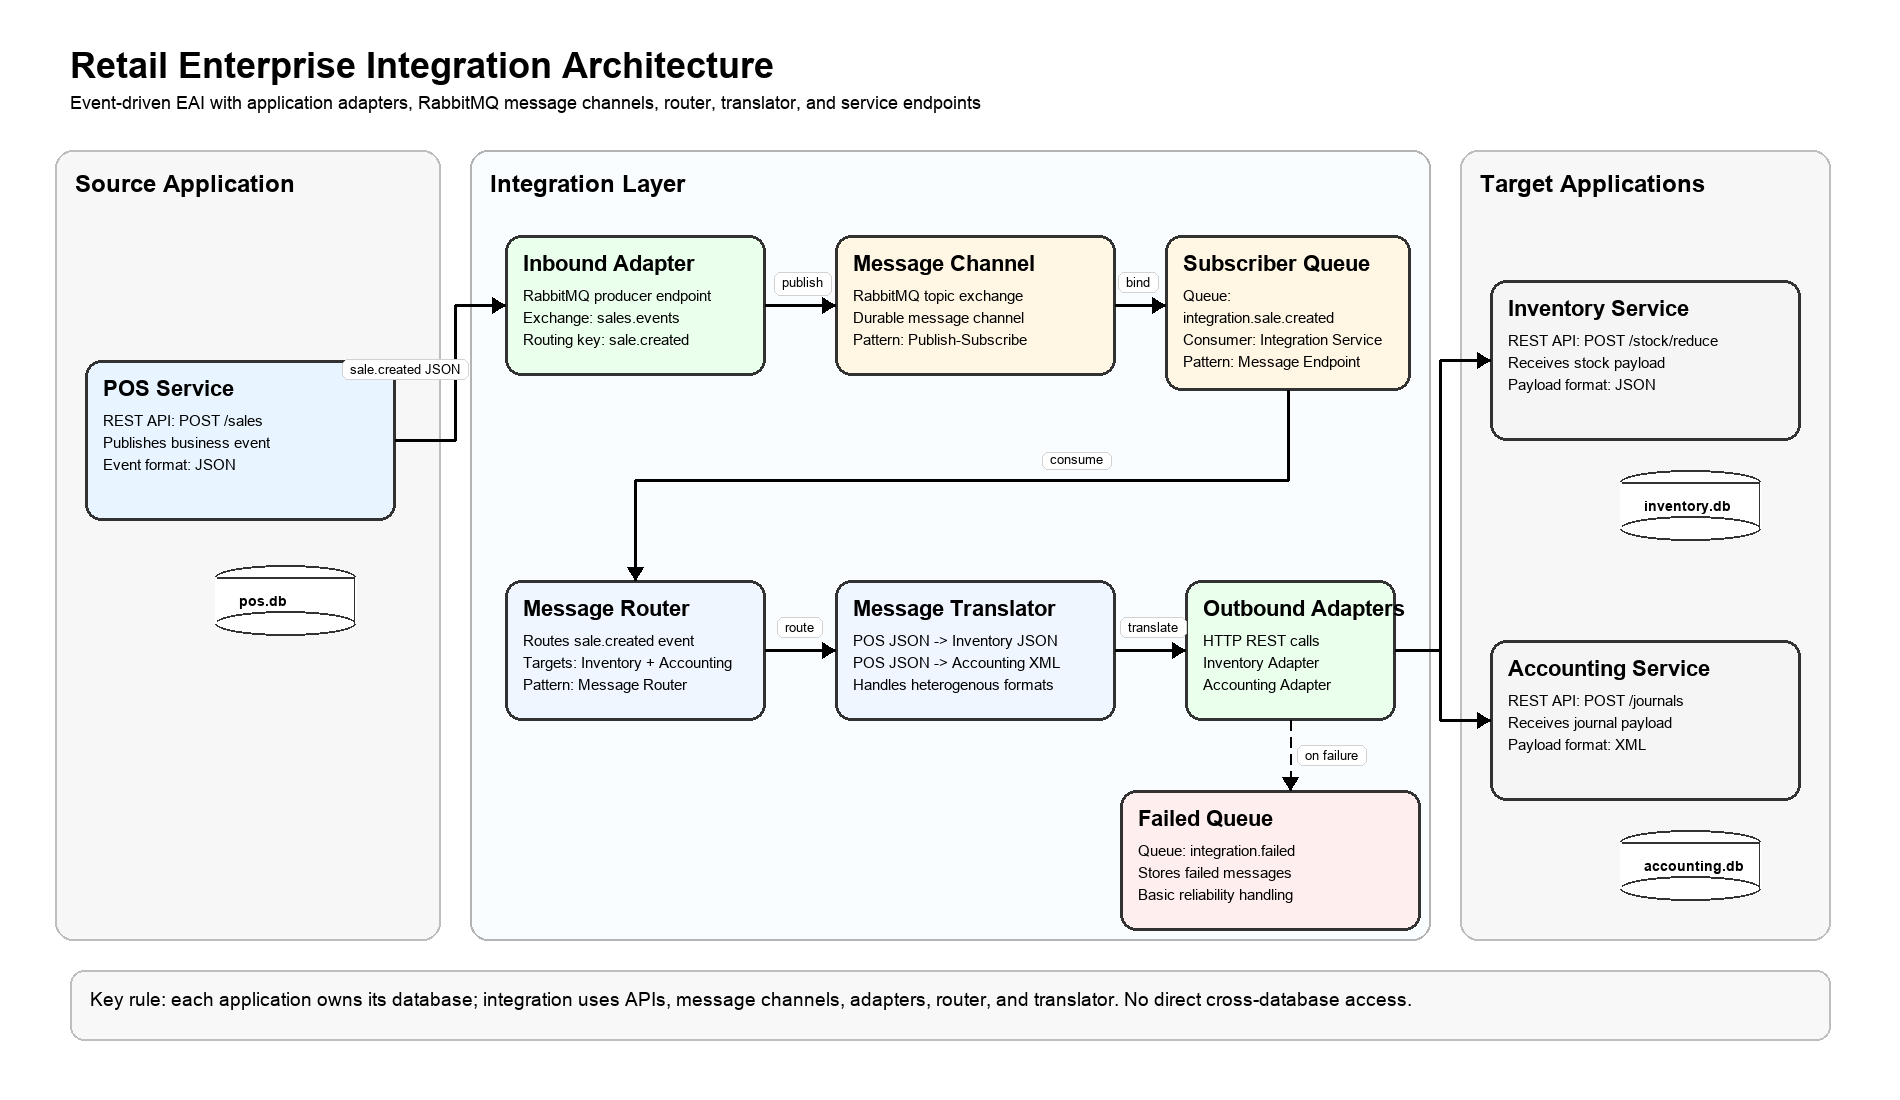 Retail Enterprise Integration Architecture
Event-driven EAI with application adapters, RabbitMQ message channels, router, translator, and service endpoints
Source Application
sale.created JSON
POS Service
REST API: POST /sales
Publishes business event
Event format: JSON
pos.db
Integration Layer
Inbound Adapter
RabbitMQ producer endpoint
Exchange: sales.events
Routing key: sale.created
publish
Message Channel
RabbitMQ topic exchange
Durable message channel
Pattern: Publish-Subscribe
bind
Subscriber Queue
Queue:
integration.sale.created
Consumer: Integration Service
Pattern: Message Endpoint
consume
Message Router
Routes sale.created event
Targets: Inventory + Accounting
Pattern: Message Router
route
Message Translator
POS JSON -> Inventory JSON
POS JSON -> Accounting XML
Handles heterogenous formats
translate
Outbound Adapters
HTTP REST calls
Inventory Adapter
Accounting Adapter
on failure
Failed Queue
Queue: integration.failed
Stores failed messages
Basic reliability handling
Target Applications
Inventory Service
REST API: POST /stock/reduce
Receives stock payload
Payload format: JSON
inventory.db
Accounting Service
REST API: POST /journals
Receives journal payload
Payload format: XML
accounting.db
Key rule: each application owns its database; integration uses APIs, message channels, adapters, router, and translator. No direct cross-database access.